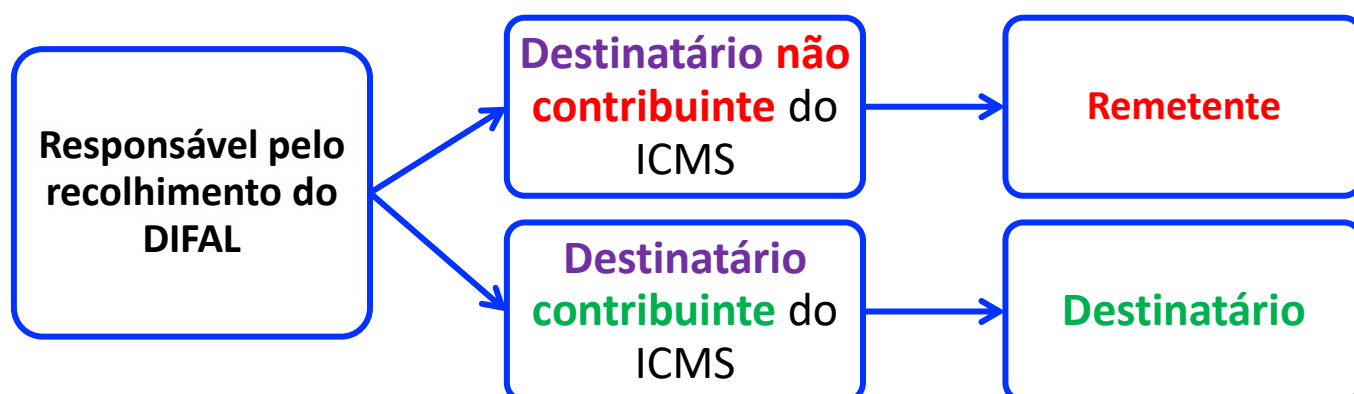 Responsável pelo
recolhimento do
DIFAL
Destinatário não
contribuinte do
ICMS
Remetente
Destinatário
contribuinte do
ICMS
Destinatário